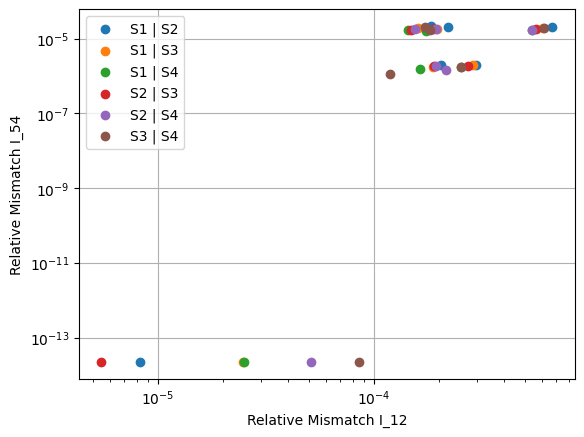 S1 | S2
S1 | S3
S1 | S4
S2 | S3
S2 | S4
S3 | S4
Relative Mismatch I_54
10⁻⁵
10⁻⁷
10⁻⁹
10⁻¹¹
10⁻¹³
10⁻⁵ 10⁻⁴
Relative Mismatch I_12